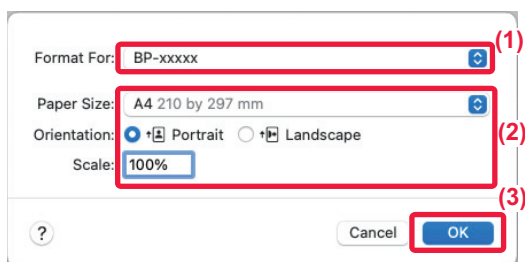 (1)
Format For: BP-xxxxx
Paper Size: A4 210 by 297 mm
Orientation: Portrait Landscape
(2)
Scale: 100%
(3)
? Cancel OK